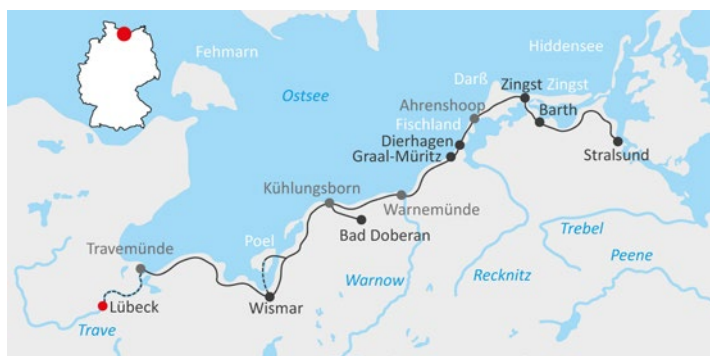 Hiddensee
Fehmarn
Darß
Zingst Zingst
Ostsee
Ahrenshoop
Barth
Fischland
Dierhagen
Graal-Müritz
Stralsund
Kühlungsborn
Warnemünde
Bad Doberan
Trebel
Travemünde
Poel
Peene
Warnow
Recknitz
Lübeck
Wismar
Trave